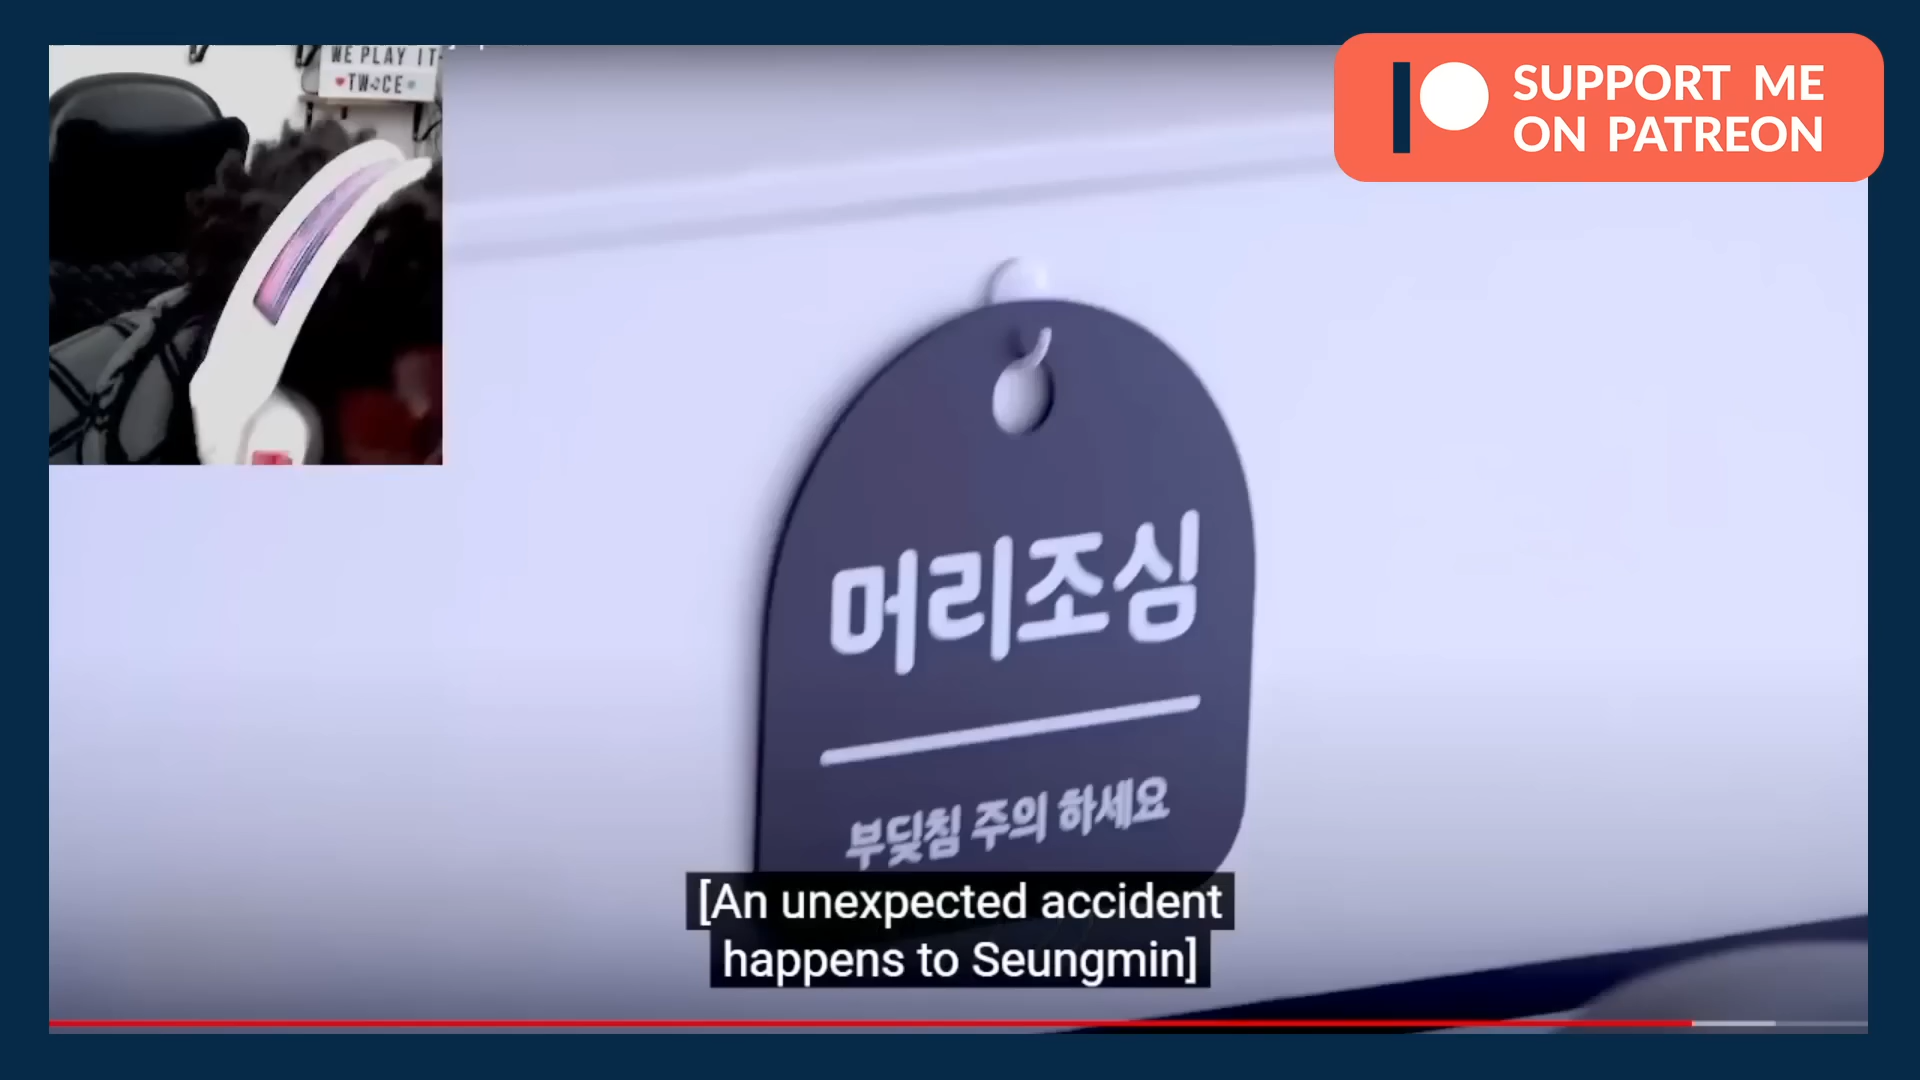 WE PLAY IT
TWICE
SUPPORT ME
ON PATREON
머리조심
부딪침 주의 하세요
[An unexpected accident
happens to Seungmin]